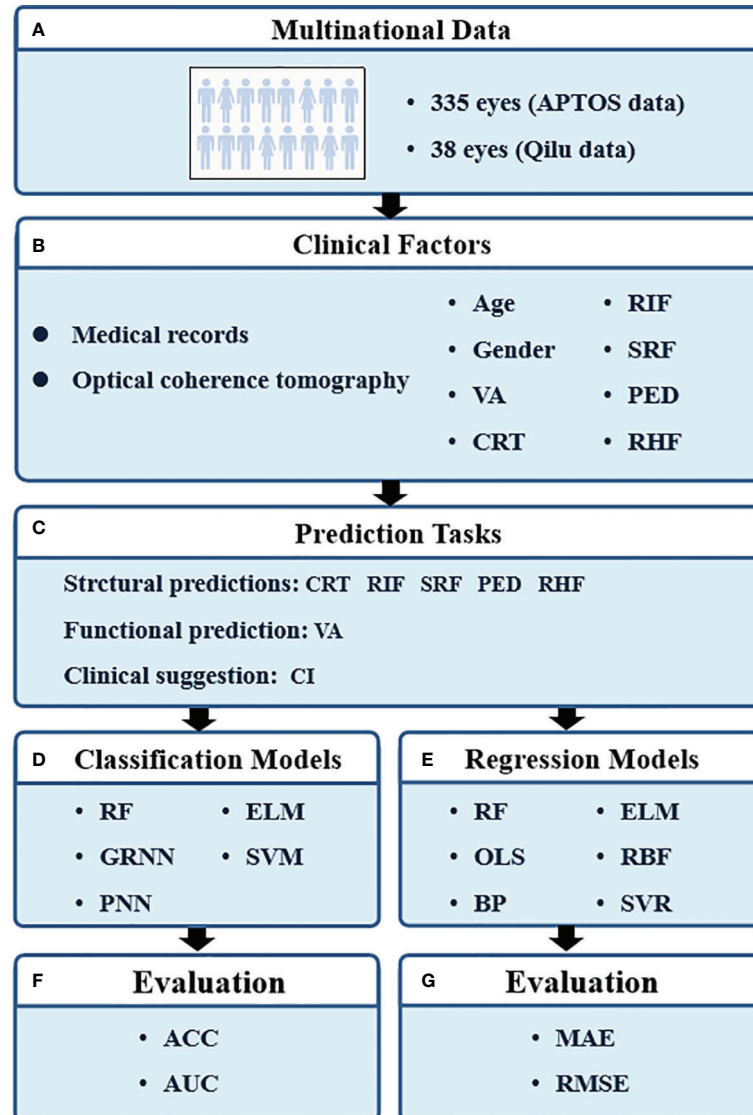 A
Multinational Data
• 335 eyes (APTOS data)
• 38 eyes (Qilu data)
B
Clinical Factors
● Medical records
● Optical coherence tomography
• Age
• Gender
• VA
• CRT
• RIF
• SRF
• PED
• RHF
C
Prediction Tasks
Strctural predictions: CRT RIF SRF PED RHF
Functional prediction: VA
Clinical suggestion: CI
D
Classification Models
• RF
• GRNN
• PNN
• ELM
• SVM
E
Regression Models
• RF
• OLS
• BP
• ELM
• RBF
• SVR
F
Evaluation
• ACC
• AUC
G
Evaluation
• MAE
• RMSE